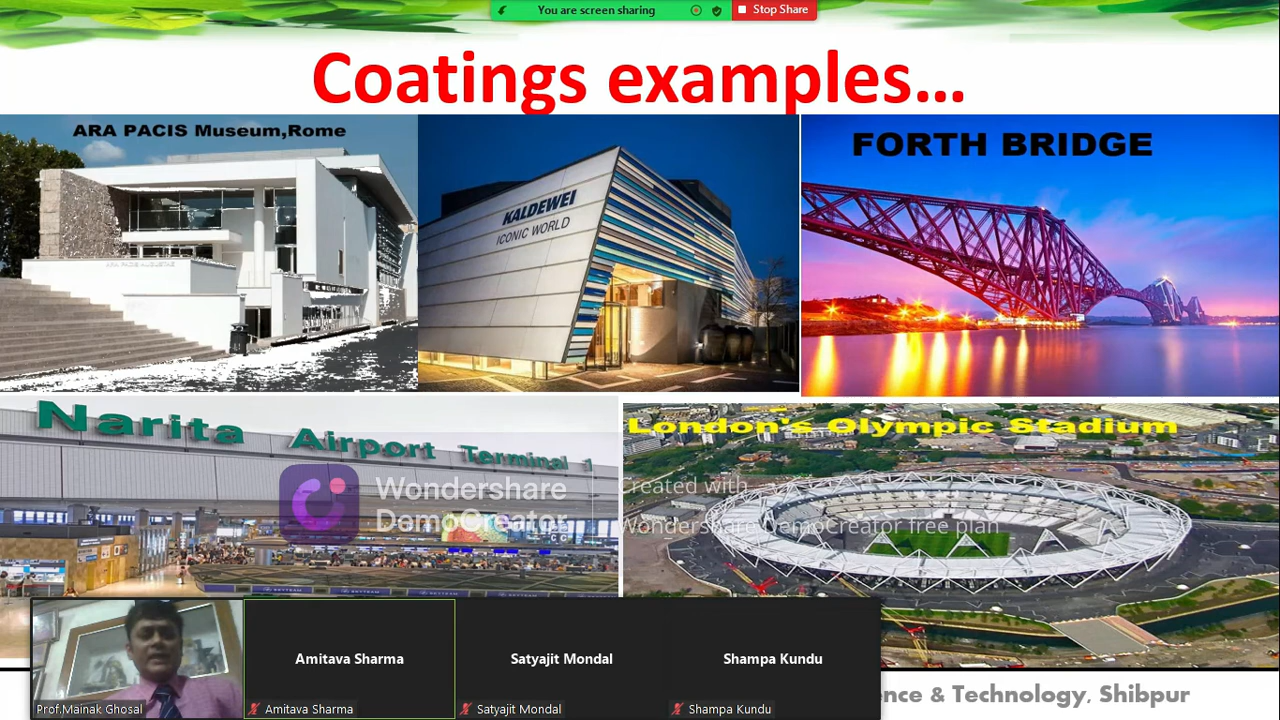 You are screen sharing
Stop Share
Coatings examples...
ARA PACIS Museum,Rome
KALDEWEI
ICONIC WORLD
FORTH BRIDGE
Narita Airport Terminal 1
London's Olympic Stadium
Wondershare
DemoCreator
Created with
Wondershare DemoCreator free plan
Amitava Sharma
Satyajit Mondal
Shampa Kundu
Prof.Mainak Ghosal
Amitava Sharma
Satyajit Mondal
Shampa Kundu
& Technology, Shibpur